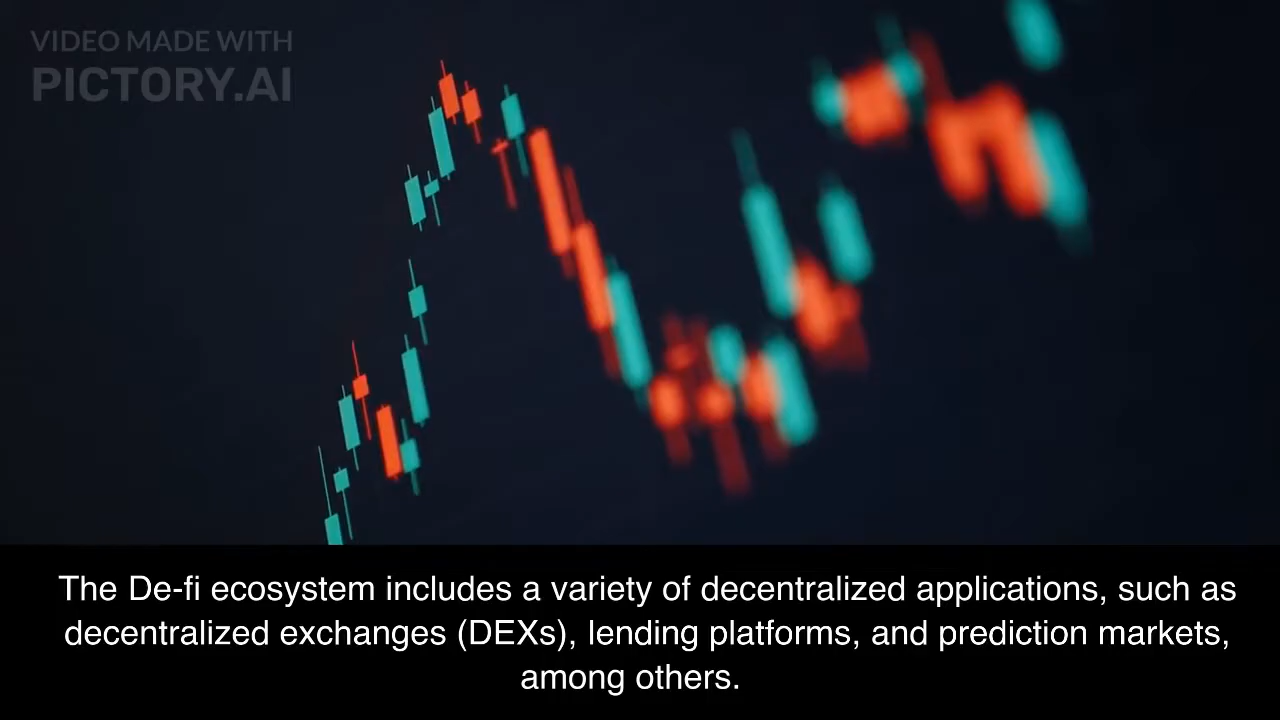 VIDEO MADE WITH
PICTORY.AI
The De-fi ecosystem includes a variety of decentralized applications, such as
decentralized exchanges (DEXs), lending platforms, and prediction markets,
among others.